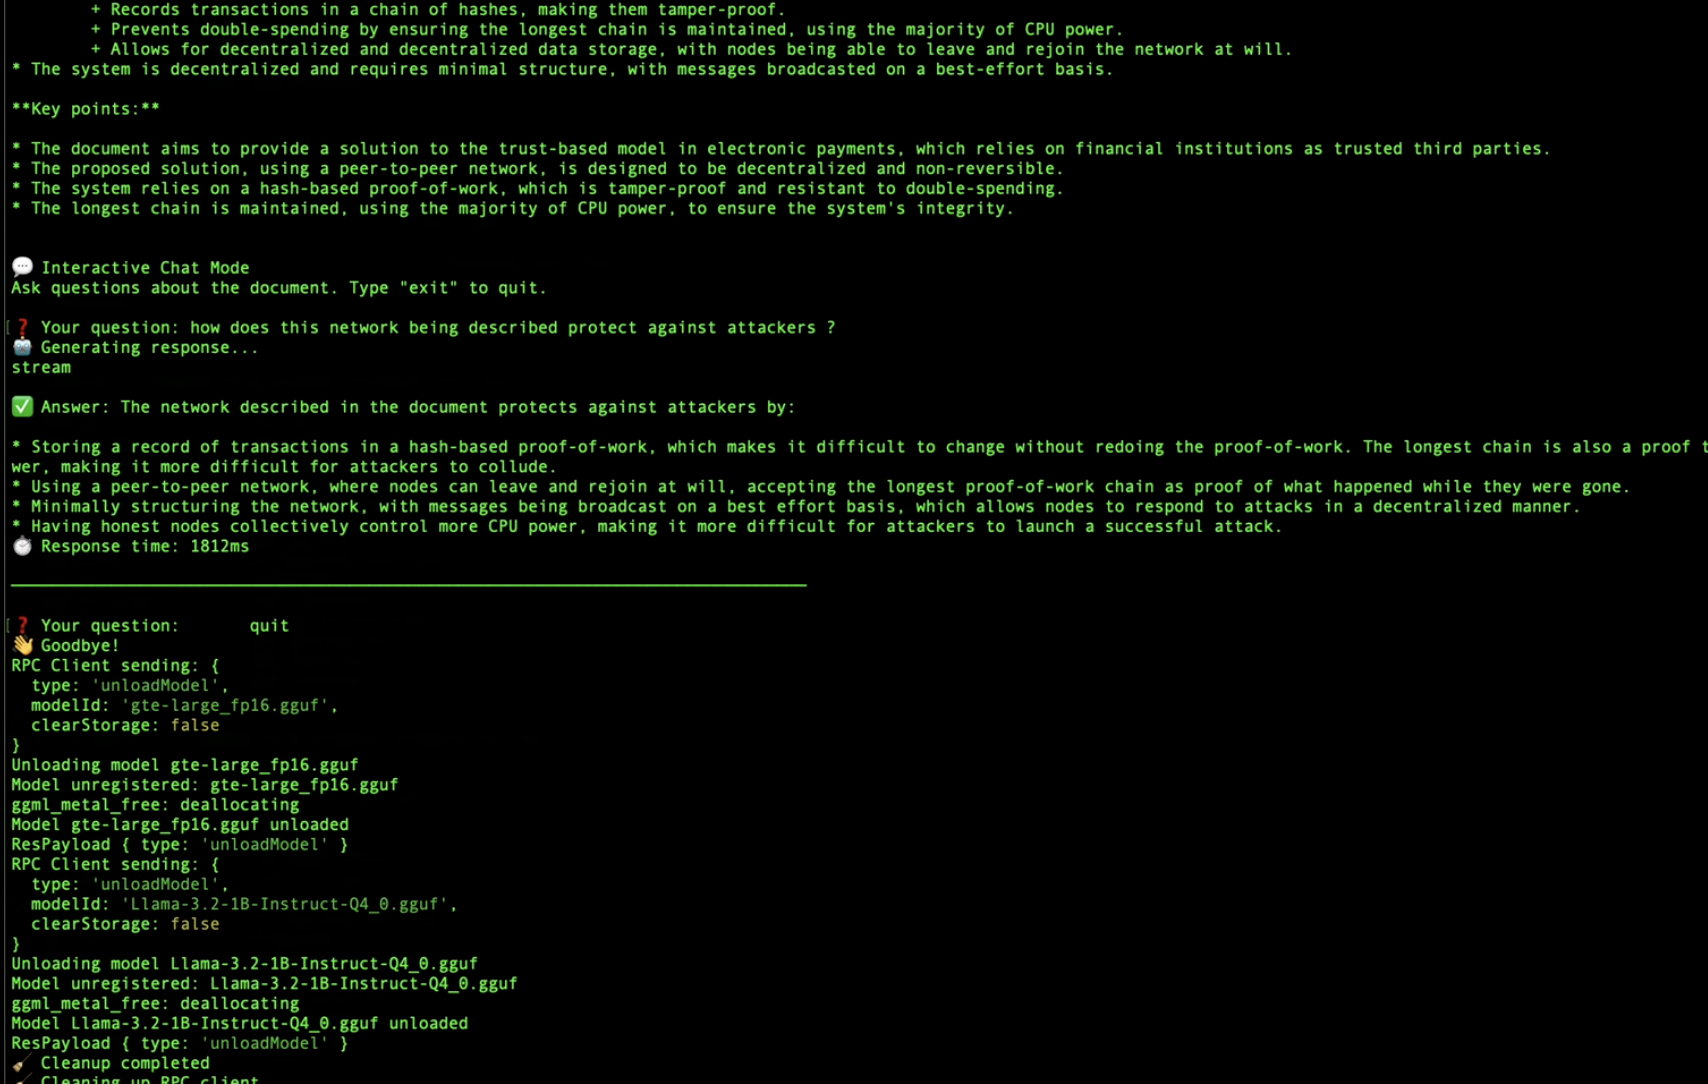 + Records transactions in a chain of hashes, making them tamper-proof.
+ Prevents double-spending by ensuring the longest chain is maintained, using the majority of CPU power.
+ Allows for decentralized and decentralized data storage, with nodes being able to leave and rejoin the network at will.
* The system is decentralized and requires minimal structure, with messages broadcasted on a best-effort basis.
**Key points:**
* The document aims to provide a solution to the trust-based model in electronic payments, which relies on financial institutions as trusted third parties.
* The proposed solution, using a peer-to-peer network, is designed to be decentralized and non-reversible.
* The system relies on a hash-based proof-of-work, which is tamper-proof and resistant to double-spending.
* The longest chain is maintained, using the majority of CPU power, to ensure the system's integrity.
💬 Interactive Chat Mode
Ask questions about the document. Type "exit" to quit.
[❓ Your question: how does this network being described protect against attackers ?
🤖 Generating response...
stream
✅ Answer: The network described in the document protects against attackers by:
* Storing a record of transactions in a hash-based proof-of-work, which makes it difficult to change without redoing the proof-of-work. The longest chain is also a proof t
wer, making it more difficult for attackers to collude.
* Using a peer-to-peer network, where nodes can leave and rejoin at will, accepting the longest proof-of-work chain as proof of what happened while they were gone.
* Minimally structuring the network, with messages being broadcast on a best effort basis, which allows nodes to respond to attacks in a decentralized manner.
* Having honest nodes collectively control more CPU power, making it more difficult for attackers to launch a successful attack.
⏱ Response time: 1812ms
[❓ Your question:       quit
👋 Goodbye!
RPC Client sending: {
  type: 'unloadModel',
  modelId: 'gte-large_fp16.gguf',
  clearStorage: false
}
Unloading model gte-large_fp16.gguf
Model unregistered: gte-large_fp16.gguf
ggml_metal_free: deallocating
Model gte-large_fp16.gguf unloaded
ResPayload { type: 'unloadModel' }
RPC Client sending: {
  type: 'unloadModel',
  modelId: 'Llama-3.2-1B-Instruct-Q4_0.gguf',
  clearStorage: false
}
Unloading model Llama-3.2-1B-Instruct-Q4_0.gguf
Model unregistered: Llama-3.2-1B-Instruct-Q4_0.gguf
ggml_metal_free: deallocating
Model Llama-3.2-1B-Instruct-Q4_0.gguf unloaded
ResPayload { type: 'unloadModel' }
🧹 Cleanup completed
🧹 Cleaning up RPC client